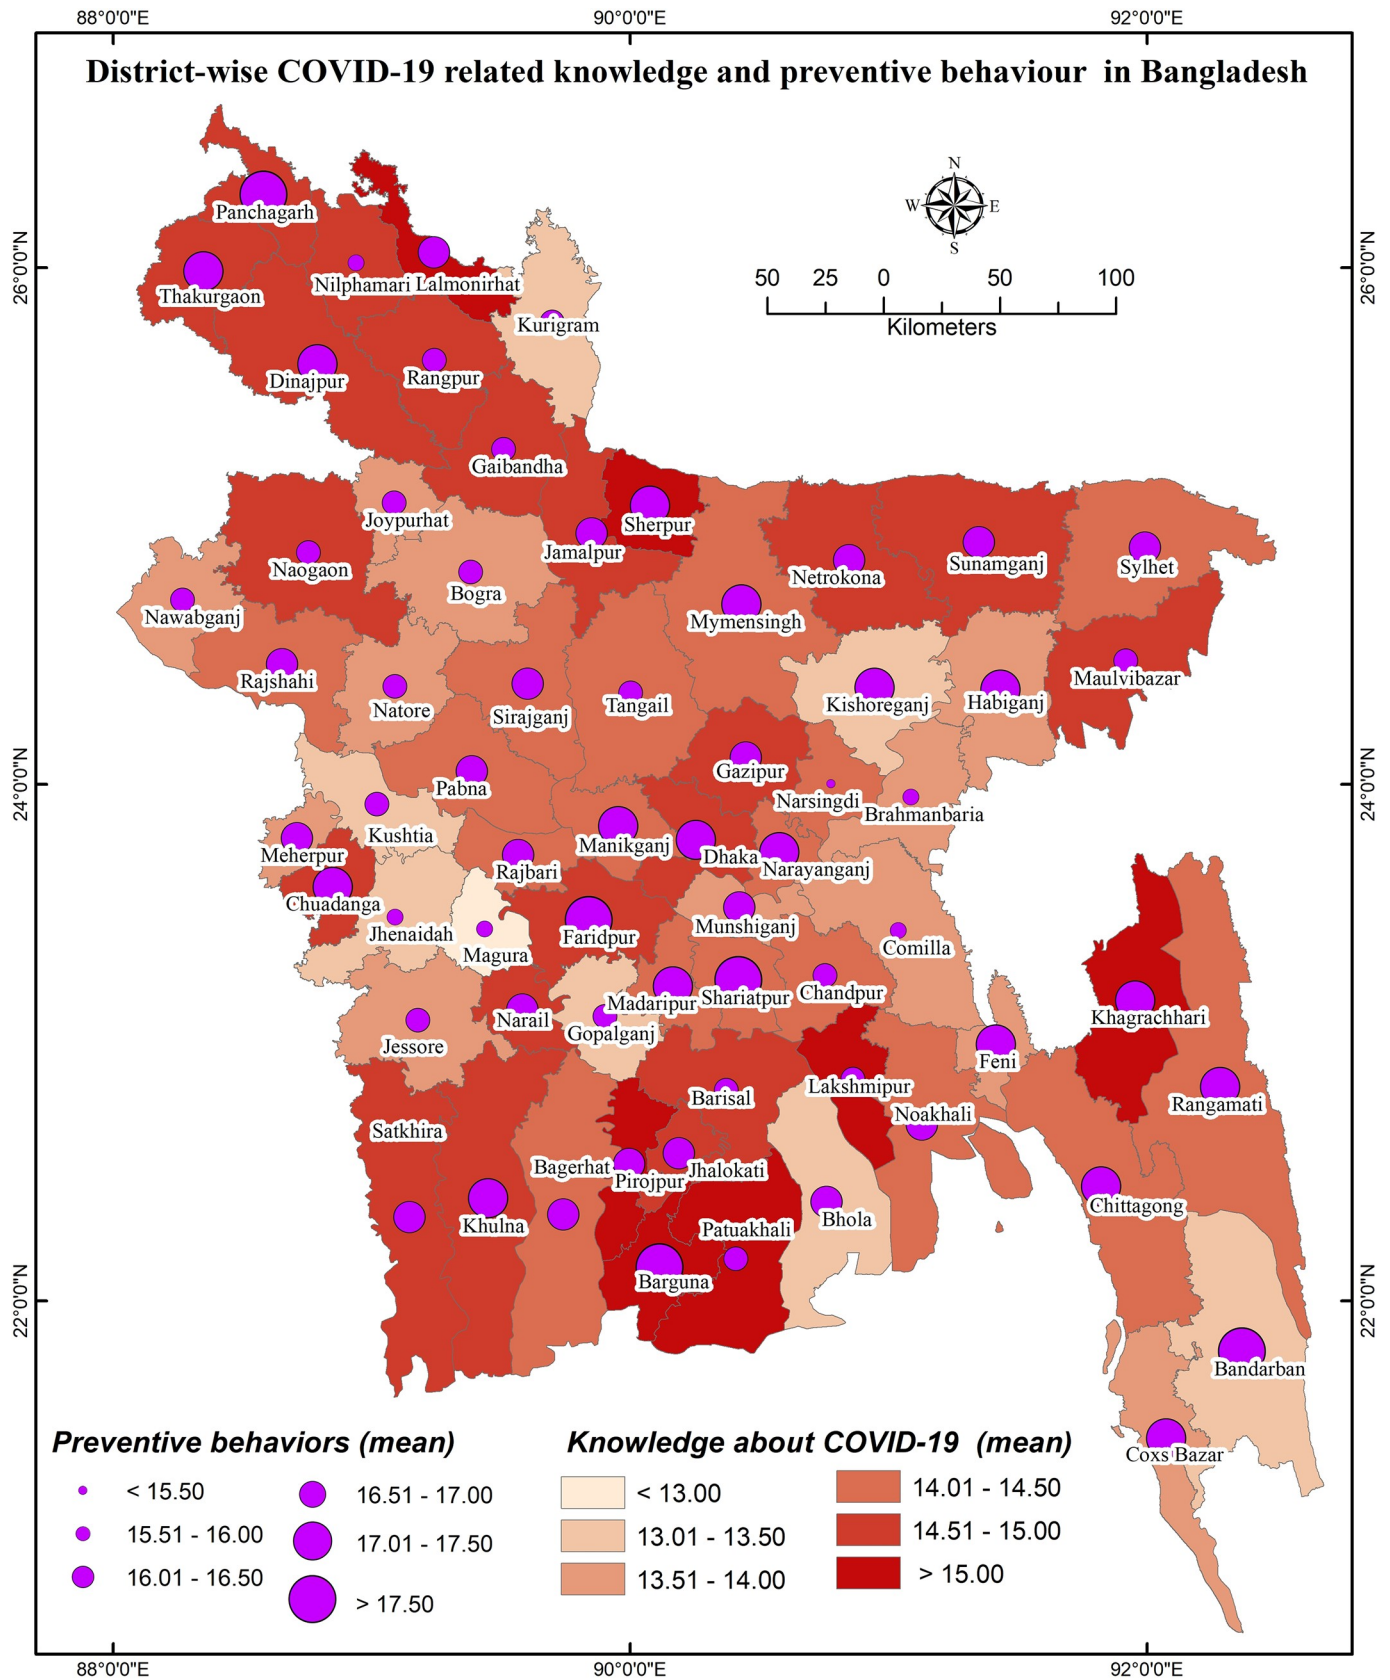 88°0'0"E 90°0'0"E 92°0'0"E
District-wise COVID-19 related knowledge and preventive behaviour in Bangladesh
N
W E
S
26°0'0"N 26°0'0"N
50 25 0 50 100
Kilometers
Panchagarh
Thakurgaon
Nilphamari Lalmonirhat
Kurigram
Dinajpur
Rangpur
Gaibandha
Joypurhat
Sherpur
Jamalpur
Naogaon
Bogra
Netrokona
Sunamganj
Sylhet
Nawabganj
Mymensingh
Rajshahi
Natore
Sirajganj
Tangail
Kishoreganj
Habiganj
Maulvibazar
24°0'0"N 24°0'0"N
Gazipur
Pabna
Narsingdi
Brahmanbaria
Kushtia
Meherpur
Manikganj
Dhaka
Narayanganj
Rajbari
Chuadanga
Jhenaidah
Magura
Faridpur
Munshiganj
Comilla
Madaripur
Shariatpur
Chandpur
Narail
Gopalganj
Jessore
Khagrachhari
Feni
Lakshmipur
Barisal
Noakhali
Rangamati
Satkhira
Bagerhat
Pirojpur
Jhalokati
Khulna
Patuakhali
Bhola
Chittagong
Barguna
22°0'0"N 22°0'0"N
Bandarban
Coxs Bazar
Preventive behaviors (mean)
< 15.50
15.51 - 16.00
16.01 - 16.50
16.51 - 17.00
17.01 - 17.50
> 17.50
Knowledge about COVID-19 (mean)
< 13.00
13.01 - 13.50
13.51 - 14.00
14.01 - 14.50
14.51 - 15.00
> 15.00
88°0'0"E 90°0'0"E 92°0'0"E